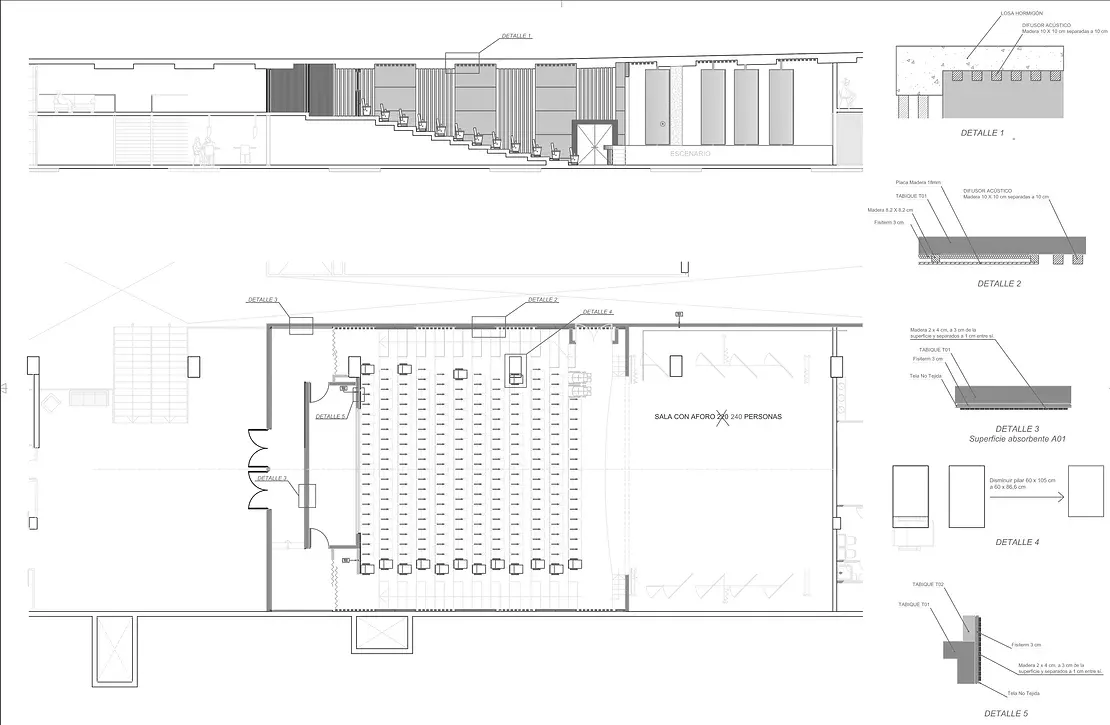 DETALLE 1
ESCENARIO
LOSA HORMIGÓN
DIFUSOR ACÚSTICO
Madera 10 X 10 cm separadas a 10 cm
DETALLE 1
Placa Madera 18mm
TABIQUE T01
DIFUSOR ACÚSTICO
Madera 10 X 10 cm separadas a 10 cm
Madera 8.2 X 8.2 cm
Fisiterm 3 cm
DETALLE 2
DETALLE 3
DETALLE 2
DETALLE 4
DETALLE 5
DETALLE 3
SALA CON AFORO 220 240 PERSONAS
Madera 2 x 4 cm, a 3 cm de la
superficie y separados a 1 cm entre sí.
TABIQUE T01
Fisiterm 3 cm
Tela No Tejida
DETALLE 3
Superficie absorbente A01
Disminuir pilar 60 x 105 cm
a 60 x 86,6 cm
DETALLE 4
TABIQUE T02
TABIQUE T01
Fisiterm 3 cm
Madera 2 x 4 cm, a 3 cm de la
superficie y separados a 1 cm entre sí.
Tela No Tejida
DETALLE 5